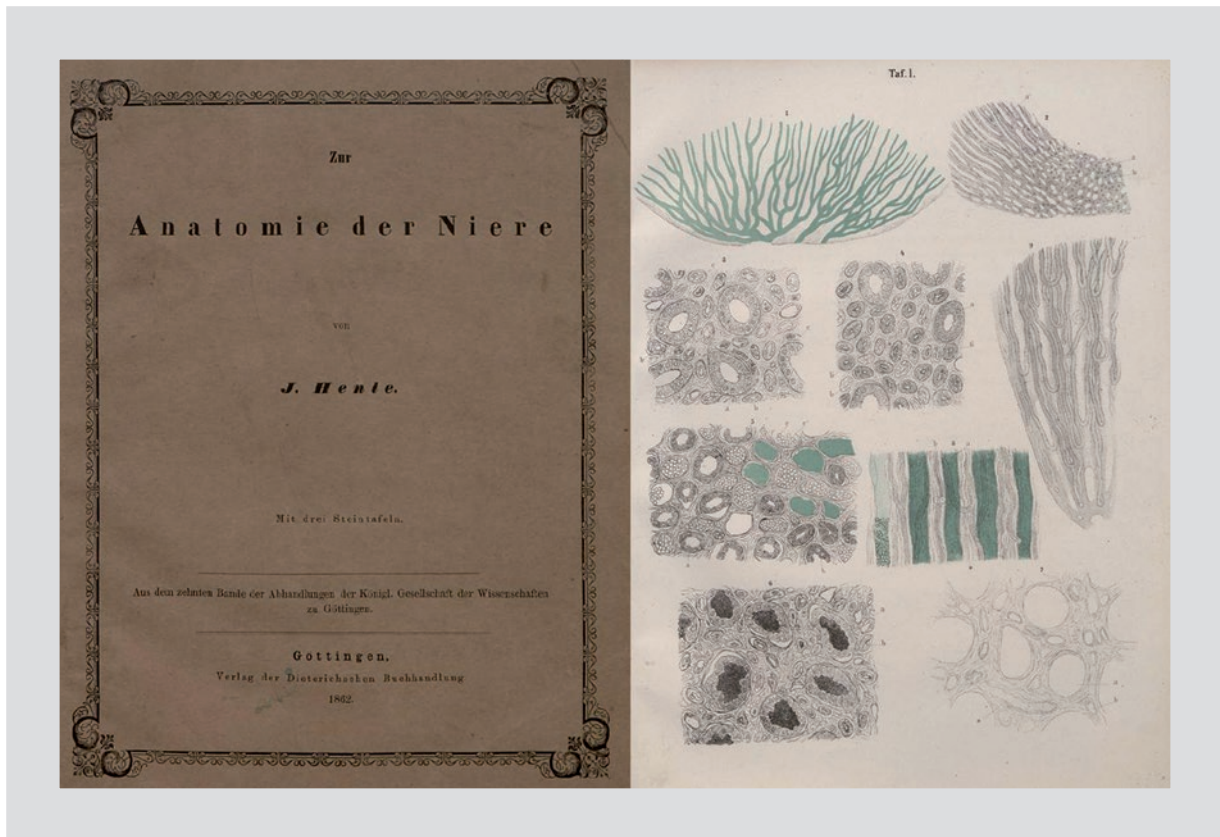 Zur
Anatomie der Niere
von
J. Henle.
Mit drei Steintafeln.
Aus dem zehnten Bande der Abhandlungen der Königl. Gesellschaft der Wissenschaften
zu Göttingen.
Göttingen,
Verlag der Dieterichschen Buchhandlung
1862.
Taf. I.